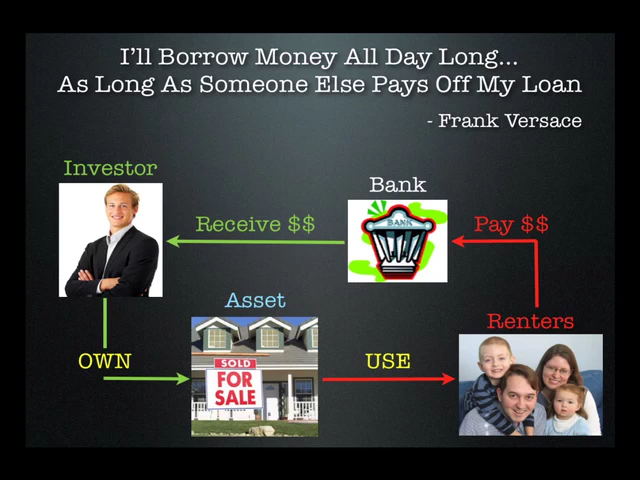 I'll Borrow Money All Day Long...
As Long As Someone Else Pays Off My Loan
- Frank Versace
Investor
Bank
Receive $$
Pay $$
BANK
Asset
Renters
SOLD
FOR
SALE
OWN
USE